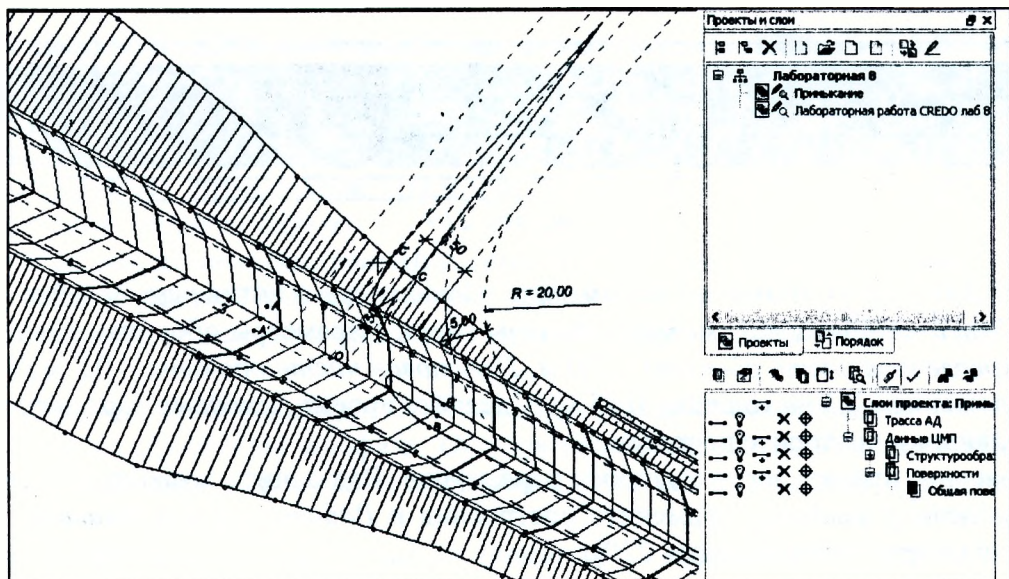 Проекты и слои
Лабораторная 8
Примыкание
Лабораторная работа CREDO лаб 8
R = 20,00
5,00
A
A'
B'
B
C
C'
Проекты
Порядок
Слои проекта: Примы
Трасса АД
Данные ЦМП
Структурообра
Поверхности
Общая пове